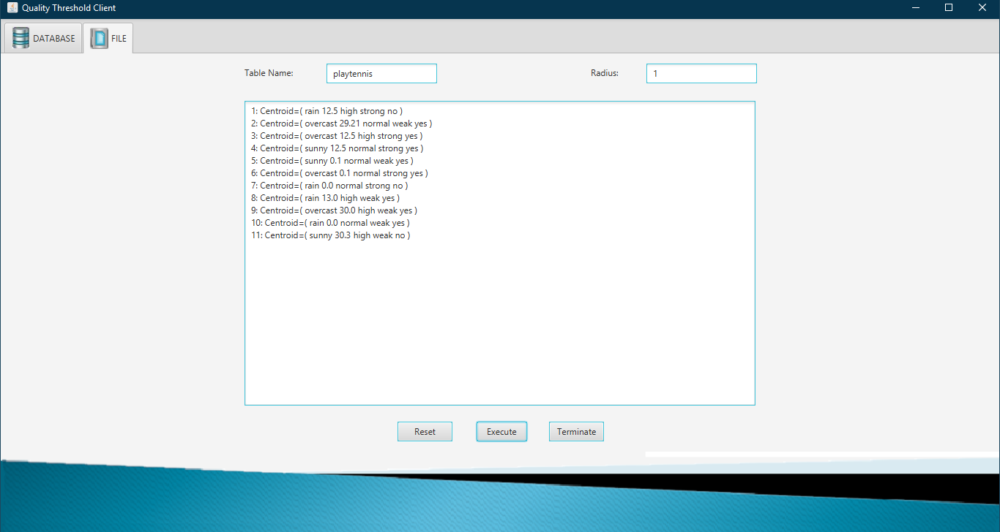 Quality Threshold Client
DATABASE
FILE
Table Name: playtennis Radius: 1
1: Centroid=( rain 12.5 high strong no )
2: Centroid=( overcast 29.21 normal weak yes )
3: Centroid=( overcast 12.5 high strong yes )
4: Centroid=( sunny 12.5 normal strong yes )
5: Centroid=( sunny 0.1 normal weak yes )
6: Centroid=( overcast 0.1 normal strong yes )
7: Centroid=( rain 0.0 normal strong no )
8: Centroid=( rain 13.0 high weak yes )
9: Centroid=( overcast 30.0 high weak yes )
10: Centroid=( rain 0.0 normal weak yes )
11: Centroid=( sunny 30.3 high weak no )
Reset Execute Terminate